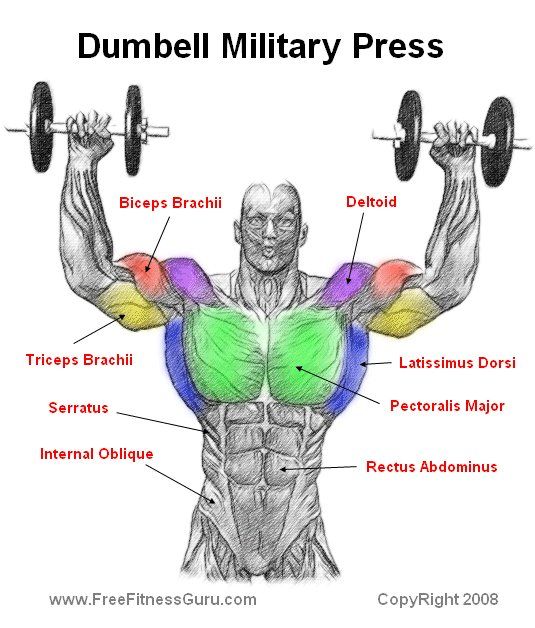 Dumbell Military Press
Biceps Brachii
Deltoid
Triceps Brachii
Latissimus Dorsi
Serratus
Pectoralis Major
Internal Oblique
Rectus Abdominus
www.FreeFitnessGuru.com
CopyRight 2008